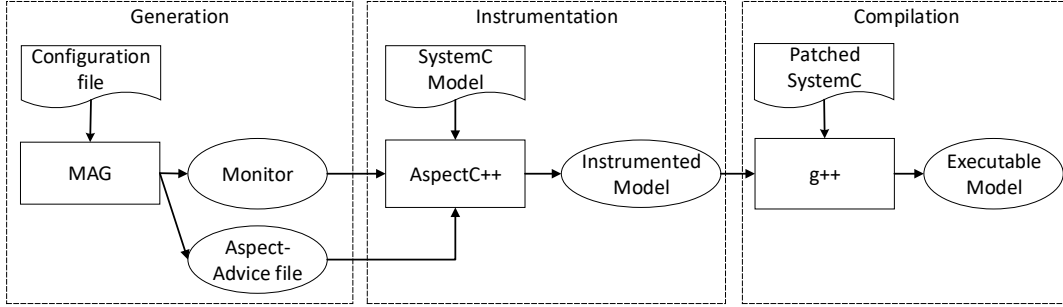 Generation
Instrumentation
Compilation
Configuration
file
SystemC
Model
Patched
SystemC
MAG
Monitor
AspectC++
Instrumented
Model
g++
Executable
Model
Aspect-
Advice file